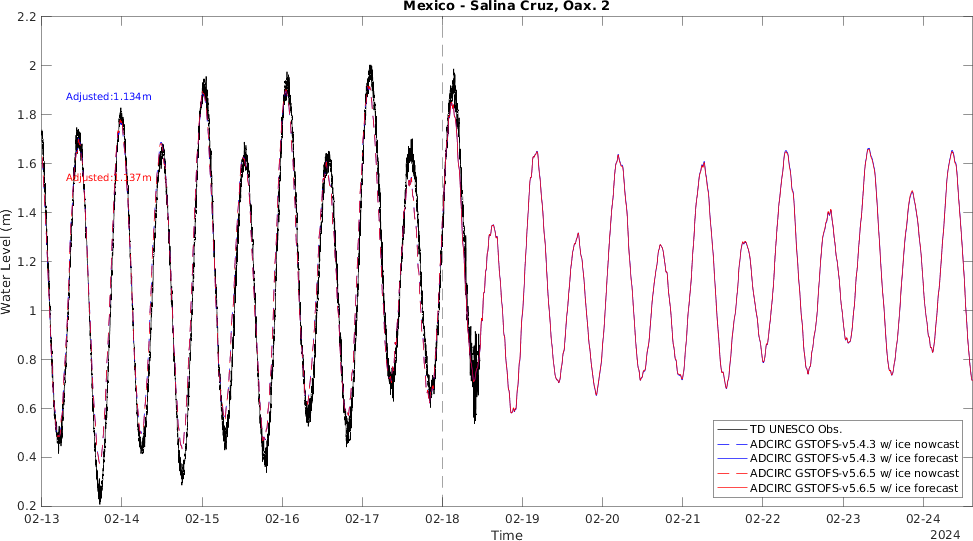 Mexico - Salina Cruz, Oax. 2
2.2
2
1.8
1.6
1.4
1.2
1
0.8
0.6
0.4
0.2
Water Level (m)
Adjusted:1.134m
Adjusted:1.137m
TD UNESCO Obs.
ADCIRC GSTOFS-v5.4.3 w/ ice nowcast
ADCIRC GSTOFS-v5.4.3 w/ ice forecast
ADCIRC GSTOFS-v5.6.5 w/ ice nowcast
ADCIRC GSTOFS-v5.6.5 w/ ice forecast
02-13 02-14 02-15 02-16 02-17 02-18 02-19 02-20 02-21 02-22 02-23 02-24
Time
2024